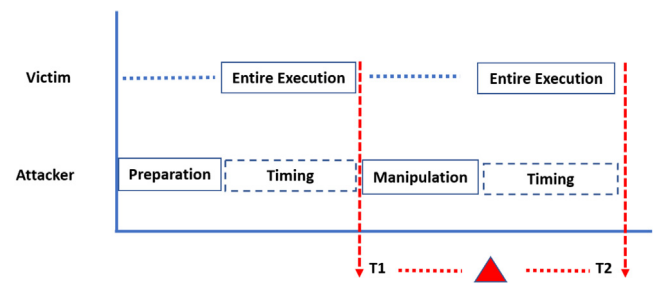 Victim
Entire Execution
Entire Execution
Attacker
Preparation
Timing
Manipulation
Timing
T1
T2